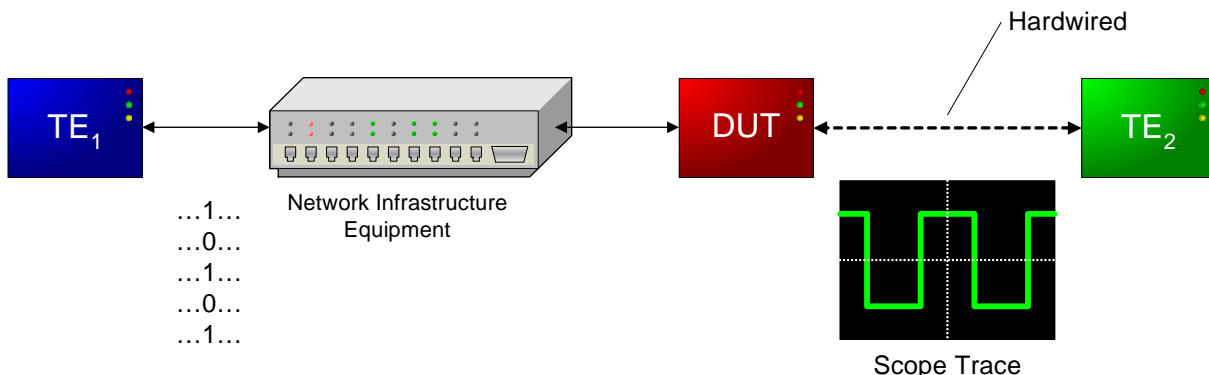 Hardwired
TE1
DUT
TE2
Network Infrastructure
Equipment
…1…
…0…
…1…
…0…
…1…
Scope Trace